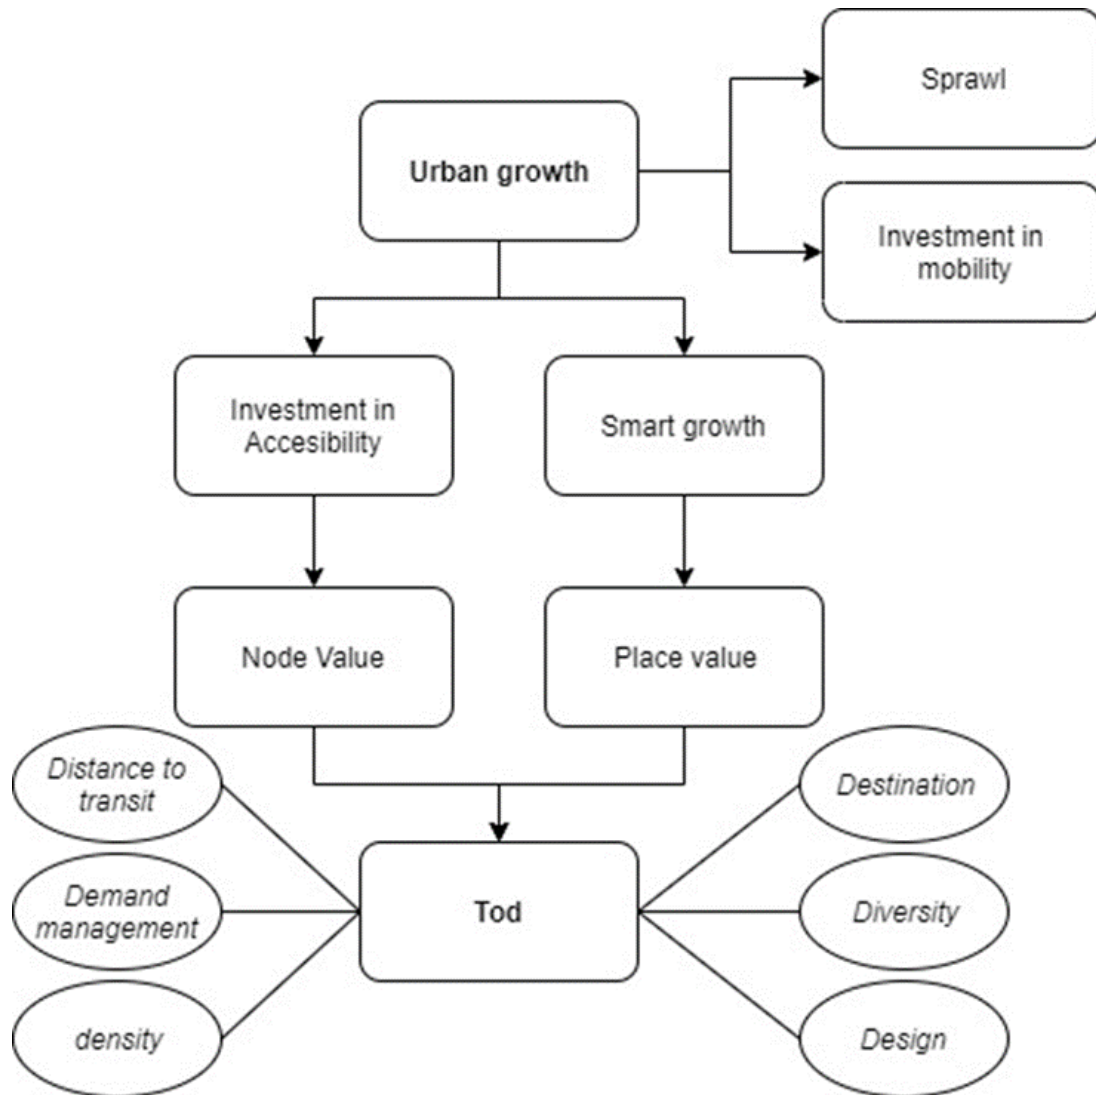 Sprawl
Urban growth
Investment in
mobility
Investment in
Accesibility
Smart growth
Node Value
Place value
Distance to
transit
Destination
Demand
management
Tod
Diversity
density
Design